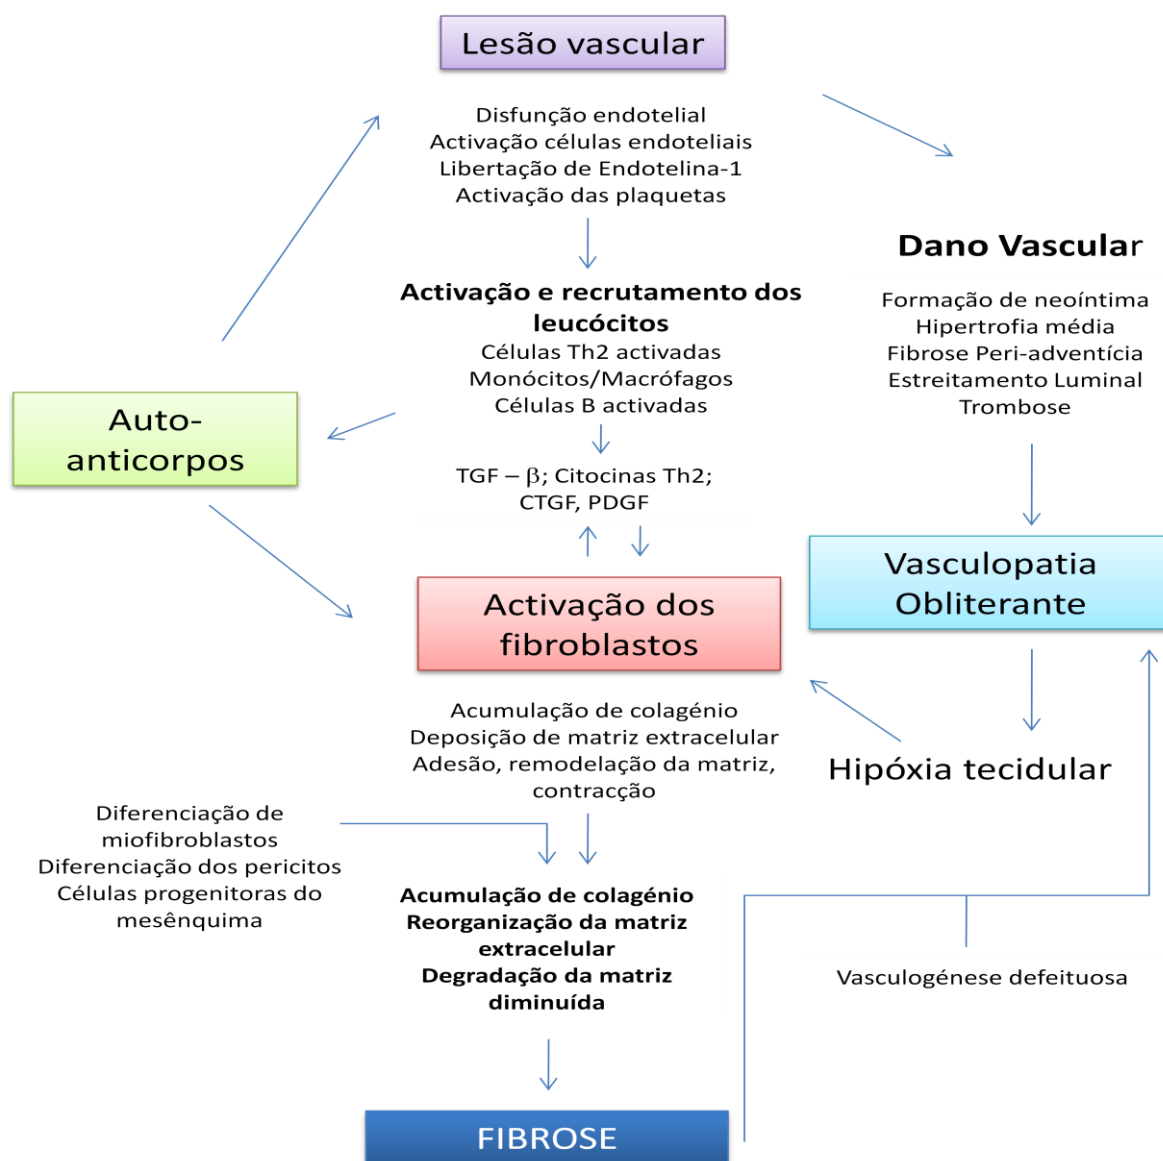 Lesão vascular
Disfunção endotelial
Activação células endoteliais
Libertação de Endotelina-1
Activação das plaquetas
Dano Vascular
Formação de neoíntima
Hipertrofia média
Fibrose Peri-adventícia
Estreitamento Luminal
Trombose
Activação e recrutamento dos
leucócitos
Células Th2 activadas
Monócitos/Macrófagos
Células B activadas
Auto-
anticorpos
TGF – β; Citocinas Th2;
CTGF, PDGF
Vasculopatia
Obliterante
Activação dos
fibroblastos
Acumulação de colagénio
Deposição de matriz extracelular
Adesão, remodelação da matriz,
contracção
Hipóxia tecidular
Diferenciação de
miofibroblastos
Diferenciação dos pericitos
Células progenitoras do
mesênquima
Acumulação de colagénio
Reorganização da matriz
extracelular
Degradação da matriz
diminuída
Vasculogénese defeituosa
FIBROSE